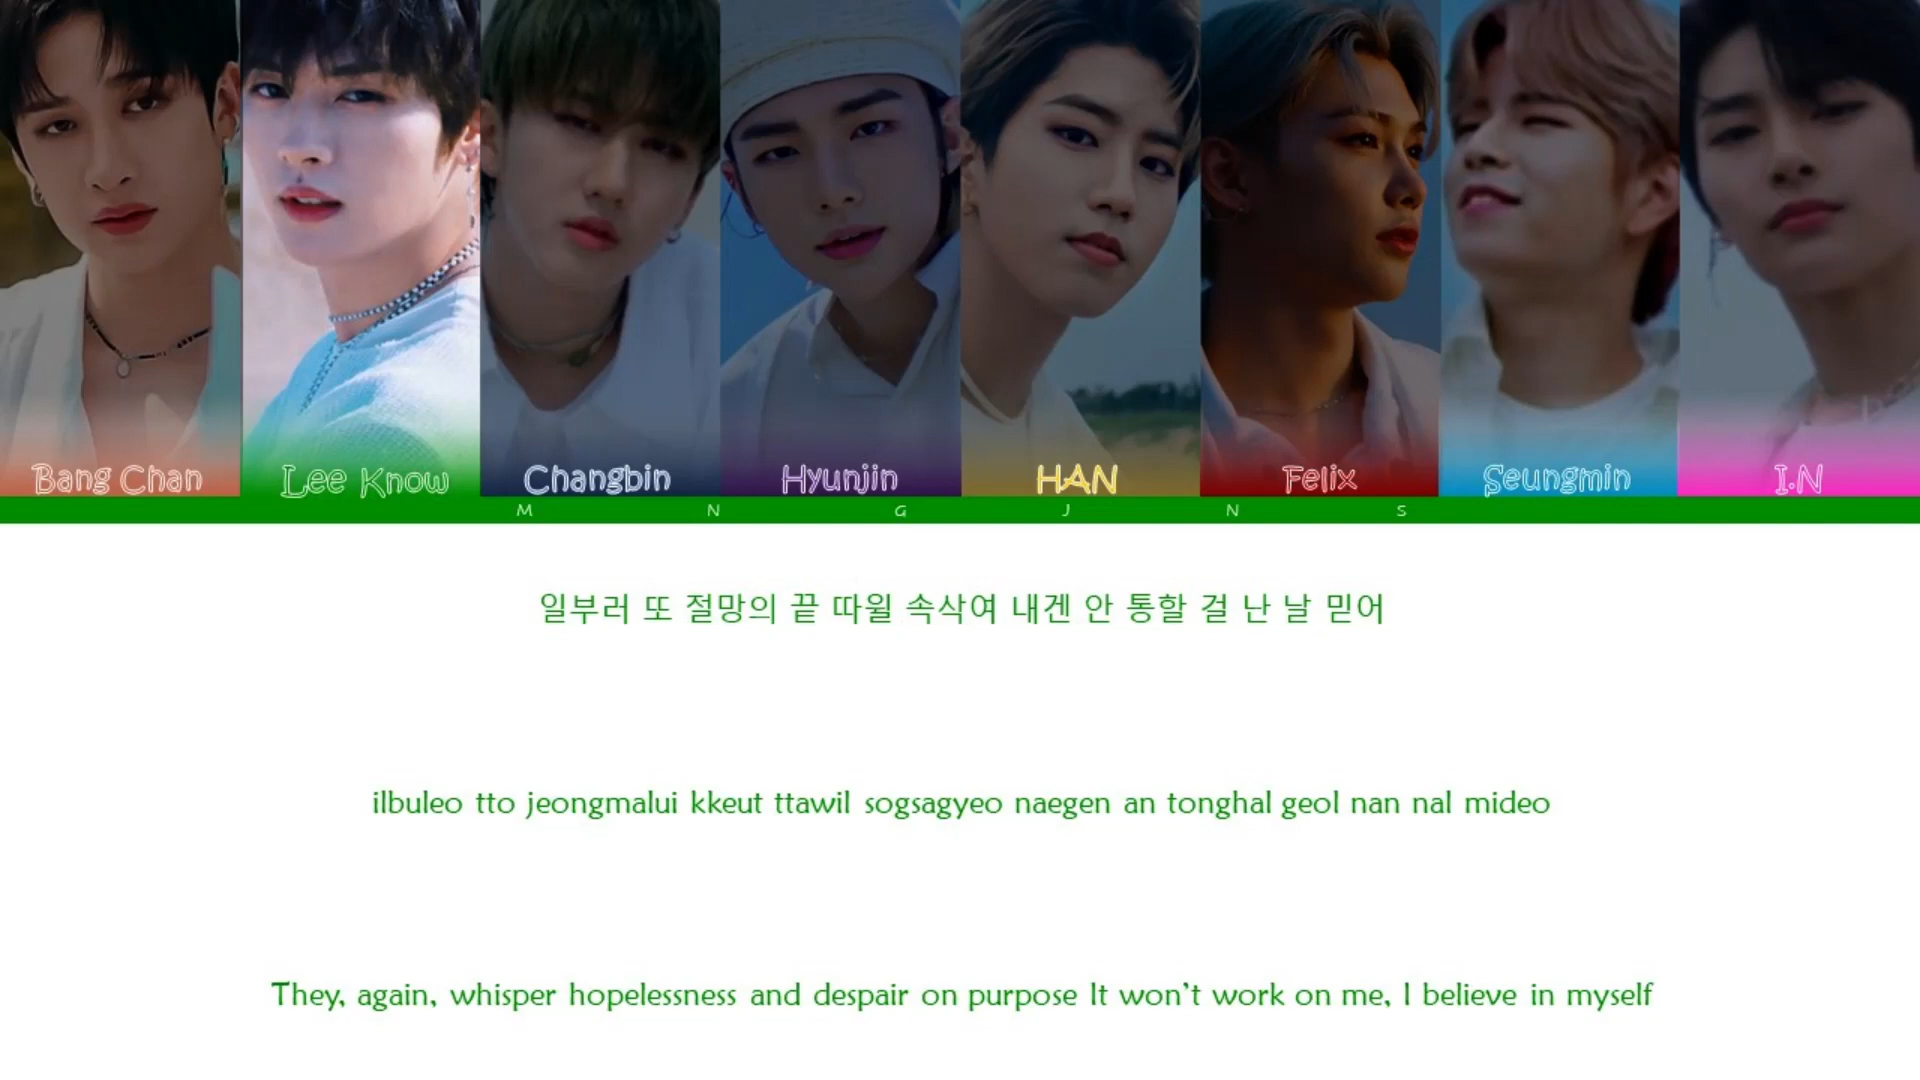 Bang Chan
Lee Know
Changbin
Hyunjin
HAN
Felix
Seungmin
I.N
M N G J N S
일부러 또 절망의 끝 따윌 속삭여 내겐 안 통할 걸 난 날 믿어
ilbuleo tto jeongmalui kkeut ttawil sogsagyeo naegen an tonghal geol nan nal mideo
They, again, whisper hopelessness and despair on purpose It won't work on me, I believe in myself